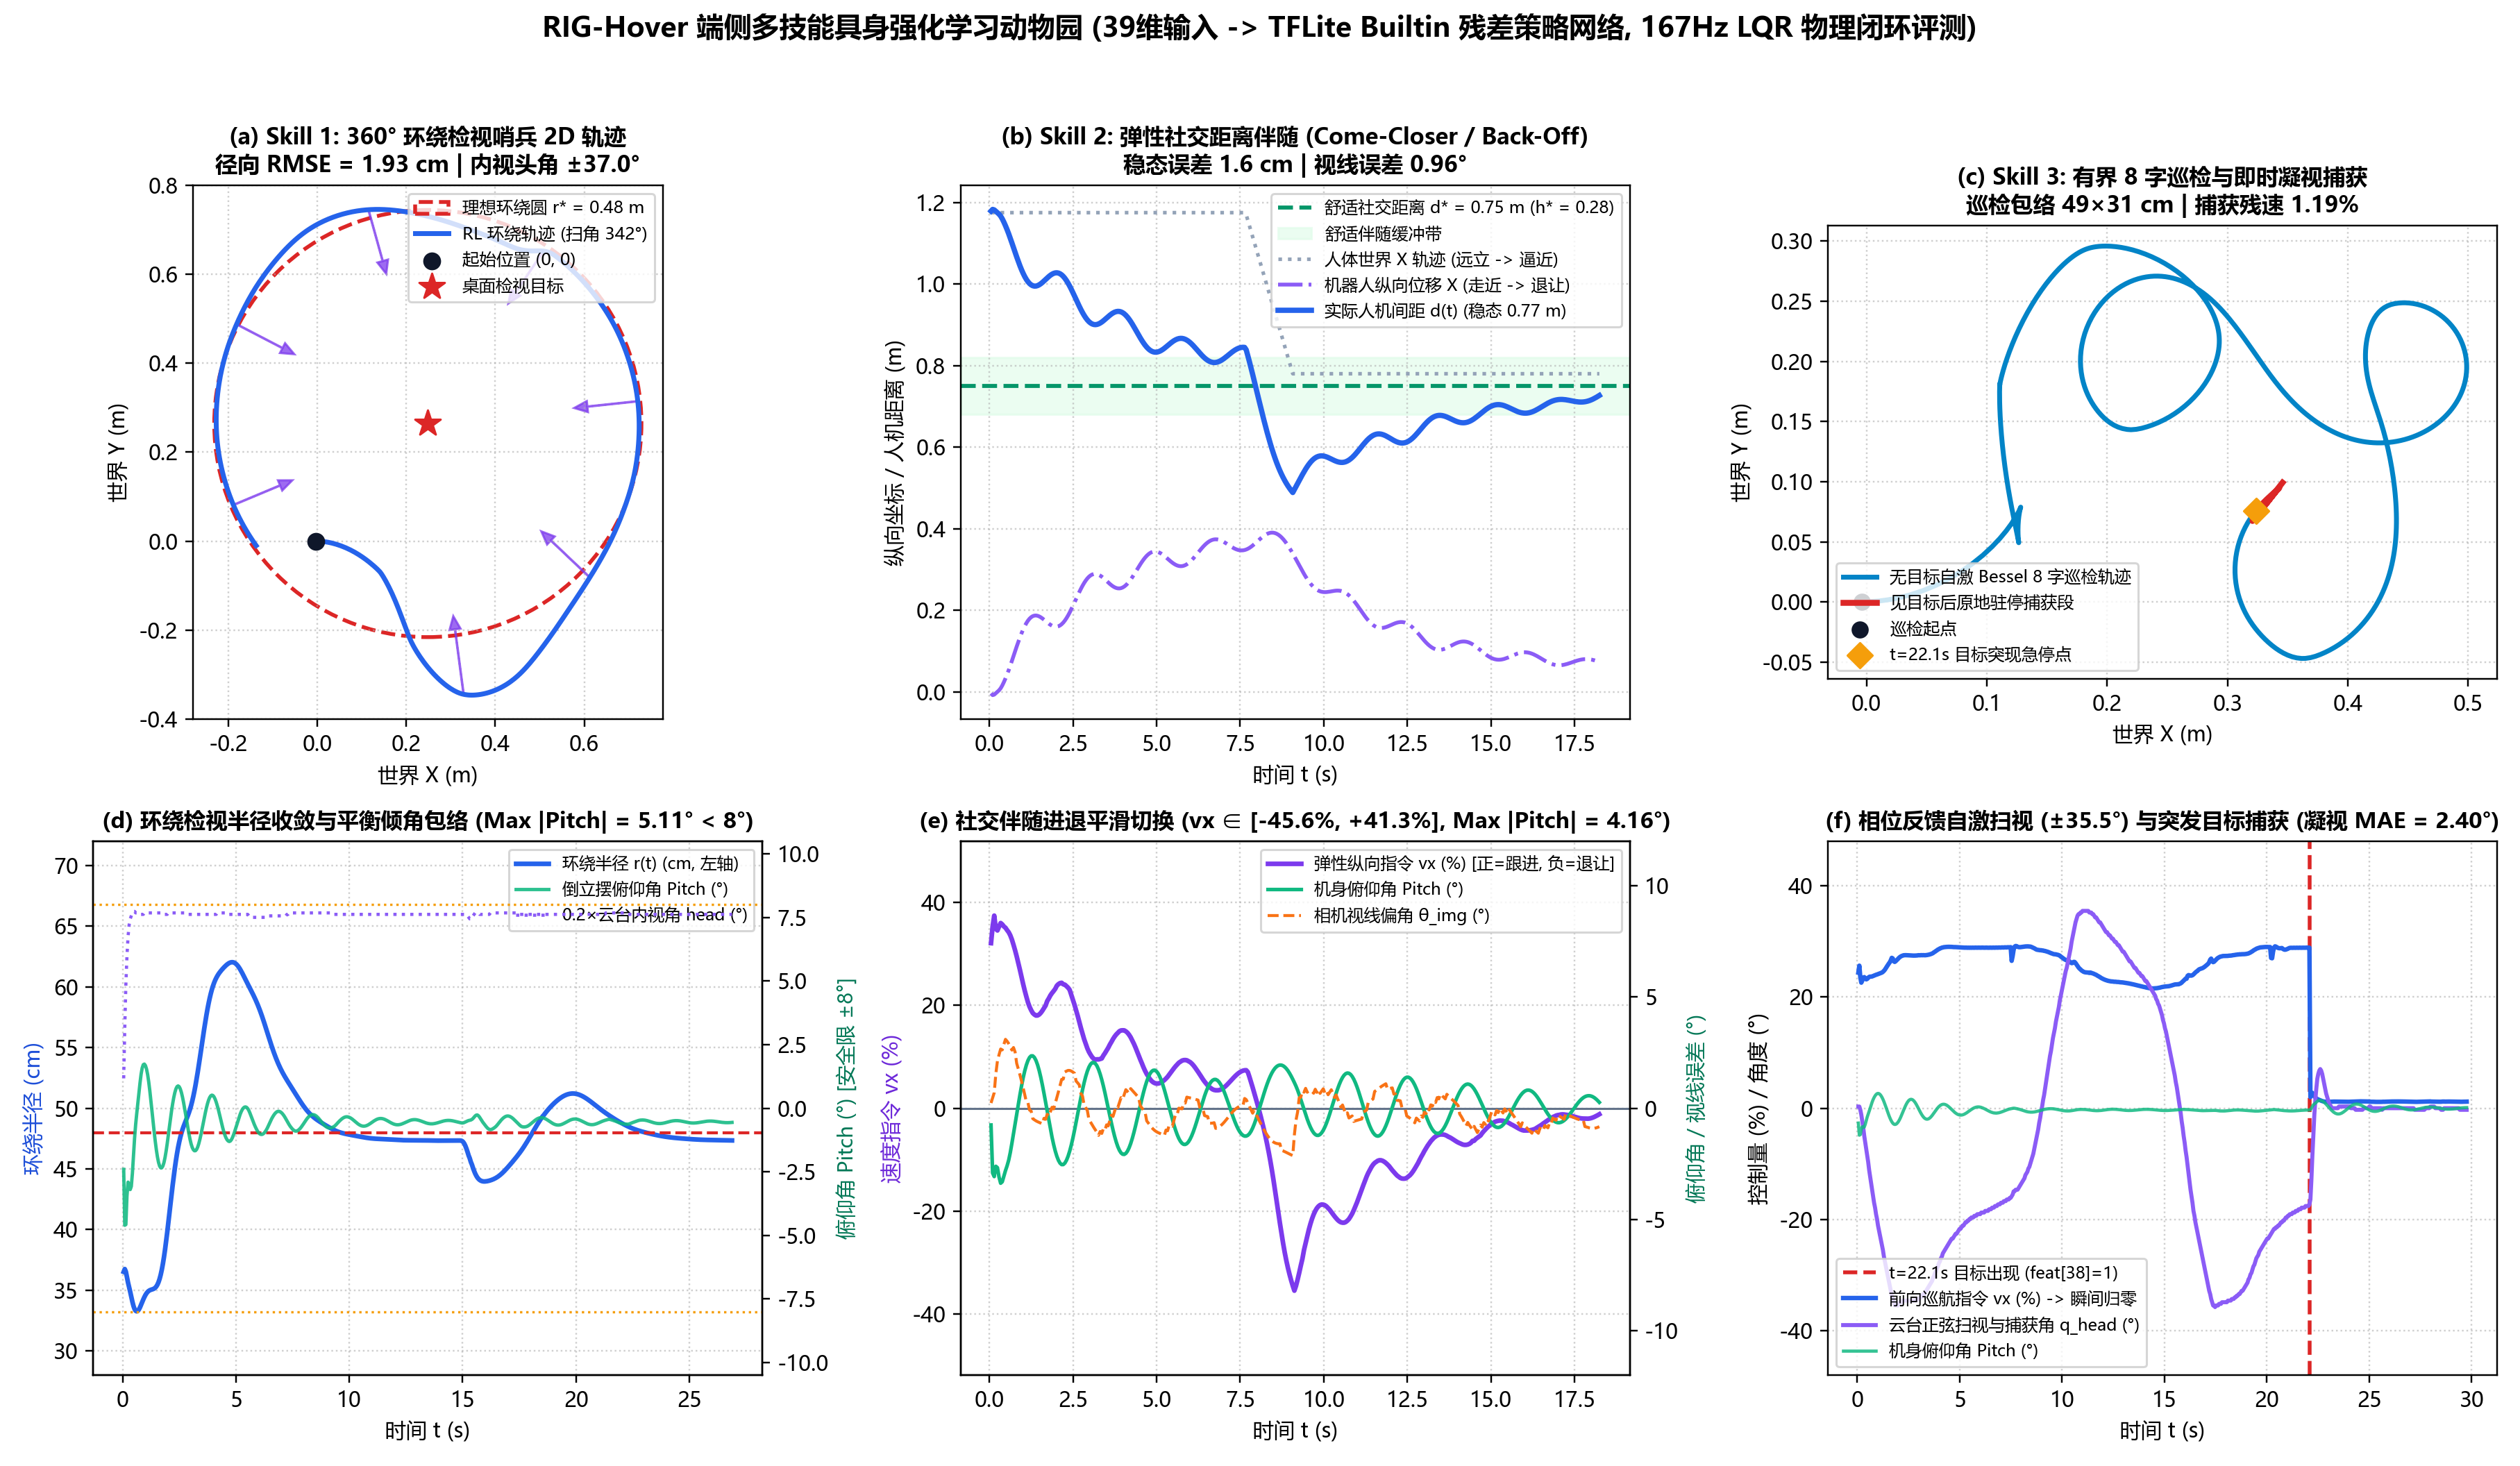 RIG-Hover 端侧多技能具身强化学习动物园 (39维输入 -> TFLite Builtin 残差策略网络, 167Hz LQR 物理闭环评测)
(a) Skill 1: 360° 环绕检视哨兵 2D 轨迹
径向 RMSE = 1.93 cm | 内视头角 ±37.0°
0.8
0.6
0.4
0.2
0.0
-0.2
-0.4
世界 Y (m)
理想环绕圆 r* = 0.48 m
RL 环绕轨迹 (扫角 342°)
起始位置 (0, 0)
桌面检视目标
-0.2
0.0
0.2
0.4
0.6
世界 X (m)
(b) Skill 2: 弹性社交距离伴随 (Come-Closer / Back-Off)
稳态误差 1.6 cm | 视线误差 0.96°
1.2
1.0
0.8
0.6
0.4
0.2
0.0
纵向坐标 / 人机距离 (m)
舒适社交距离 d* = 0.75 m (h* = 0.28)
舒适伴随缓冲带
人体世界 X 轨迹 (远立 -> 逼近)
机器人纵向位移 X (走近 -> 退让)
实际人机间距 d(t) (稳态 0.77 m)
0.0
2.5
5.0
7.5
10.0
12.5
15.0
17.5
时间 t (s)
(c) Skill 3: 有界 8 字巡检与即时凝视捕获
巡检包络 49×31 cm | 捕获残速 1.19%
0.30
0.25
0.20
0.15
0.10
0.05
0.00
-0.05
世界 Y (m)
无目标自激 Bessel 8 字巡检轨迹
见目标后原地驻停捕获段
巡检起点
t=22.1s 目标突现急停点
0.0
0.1
0.2
0.3
0.4
0.5
世界 X (m)
(d) 环绕检视半径收敛与平衡倾角包络 (Max |Pitch| = 5.11° < 8°)
70
65
60
55
50
45
40
35
30
环绕半径 (cm)
环绕半径 r(t) (cm, 左轴)
倒立摆俯仰角 Pitch (°)
0.2×云台内视角 head (°)
10.0
7.5
5.0
2.5
0.0
-2.5
-5.0
-7.5
-10.0
俯仰角 Pitch (°) [安全限 ±8°]
0
5
10
15
20
25
时间 t (s)
(e) 社交伴随进退平滑切换 (vx ∈ [-45.6%, +41.3%], Max |Pitch| = 4.16°)
40
20
0
-20
-40
速度指令 vx (%)
弹性纵向指令 vx (%) [正=跟进, 负=退让]
机身俯仰角 Pitch (°)
相机视线偏角 θ_img (°)
10
5
0
-5
-10
俯仰角 / 视线误差 (°)
0.0
2.5
5.0
7.5
10.0
12.5
15.0
17.5
时间 t (s)
(f) 相位反馈自激扫视 (±35.5°) 与突发目标捕获 (凝视 MAE = 2.40°)
40
20
0
-20
-40
控制量 (%) / 角度 (°)
t=22.1s 目标出现 (feat[38]=1)
前向巡航指令 vx (%) -> 瞬间归零
云台正弦扫视与捕获角 q_head (°)
机身俯仰角 Pitch (°)
0
5
10
15
20
25
30
时间 t (s)